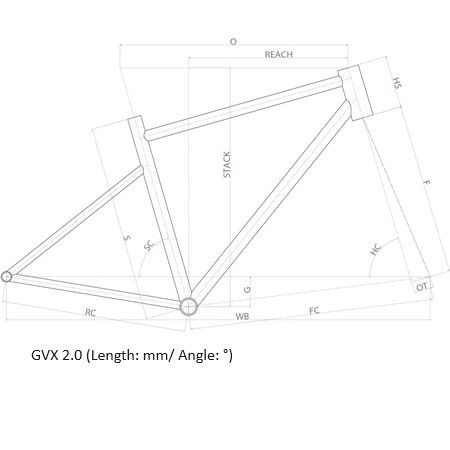 O
REACH
HS
STACK
F
S
SC
HC
G
OT
RC
WB
FC
GVX 2.0 (Length: mm/ Angle: °)